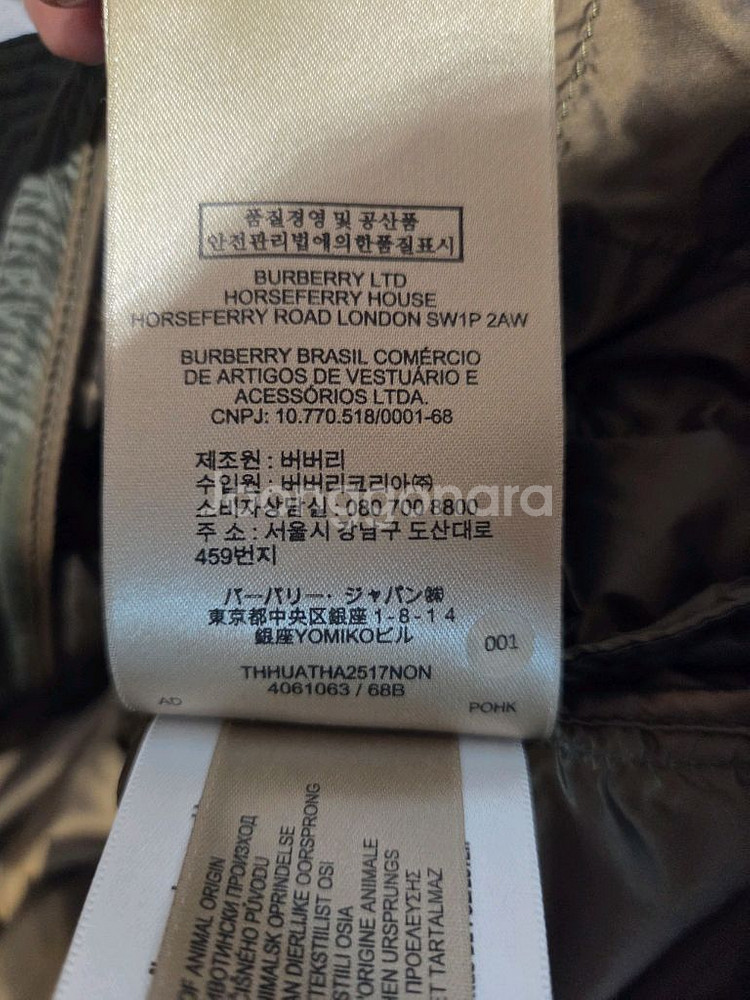 품질경영 및 공산품
안전관리법에의한품질표시
BURBERRY LTD
HORSEFERRY HOUSE
HORSEFERRY ROAD LONDON SW1P 2AW
BURBERRY BRASIL COMÉRCIO
DE ARTIGOS DE VESTUÁRIO E
ACESSÓRIOS LTDA.
CNPJ: 10.770.518/0001-68
제조원 : 버버리
수입원 : 버버리코리아㈜
소비자상담실 : 080 700 8800
주 소 : 서울시 강남구 도산대로
459번지
Joonggonara
バーバリー・ジャパン㈱
東京都中央区銀座 1-8-14
銀座YOMIKOビル
001
THHUATHA2517NON
4061063 / 68B
AD
POHK
OF ANIMAL ORIGIN
ЖИВОТИНСКИ ПРОИЗХОД
ŽIVOČIŠNÉHO PŮVODU
ANIMALSK OPRINDELSE
VAN DIERLIJKE OORSPRONG
TEKSTIILIST OSI
D'ORIGINE ANIMALE
CHEN URSPRUNGS
ΠΡΟΕΛΕΥΣΗΣ
ET TARTALMAZ